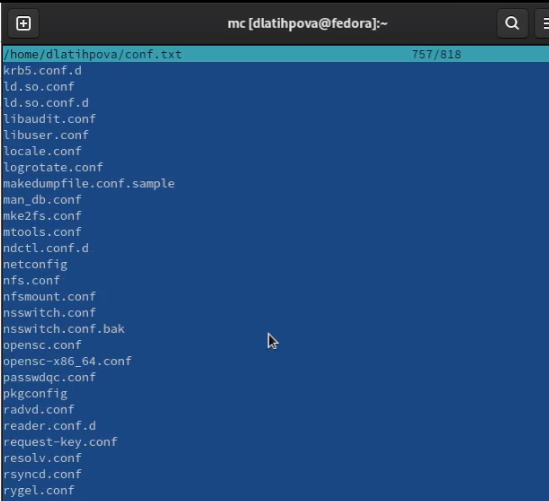 mc [dlatihpova@fedora]:~
/home/dlatihpova/conf.txt 757/818
krb5.conf.d
ld.so.conf
ld.so.conf.d
libaudit.conf
libuser.conf
locale.conf
logrotate.conf
makedumpfile.conf.sample
man_db.conf
mke2fs.conf
mtools.conf
ndctl.conf.d
netconfig
nfs.conf
nfsmount.conf
nsswitch.conf
nsswitch.conf.bak
opensc.conf
opensc-x86_64.conf
passwdqc.conf
pkgconfig
radvd.conf
reader.conf.d
request-key.conf
resolv.conf
rsyncd.conf
rygel.conf